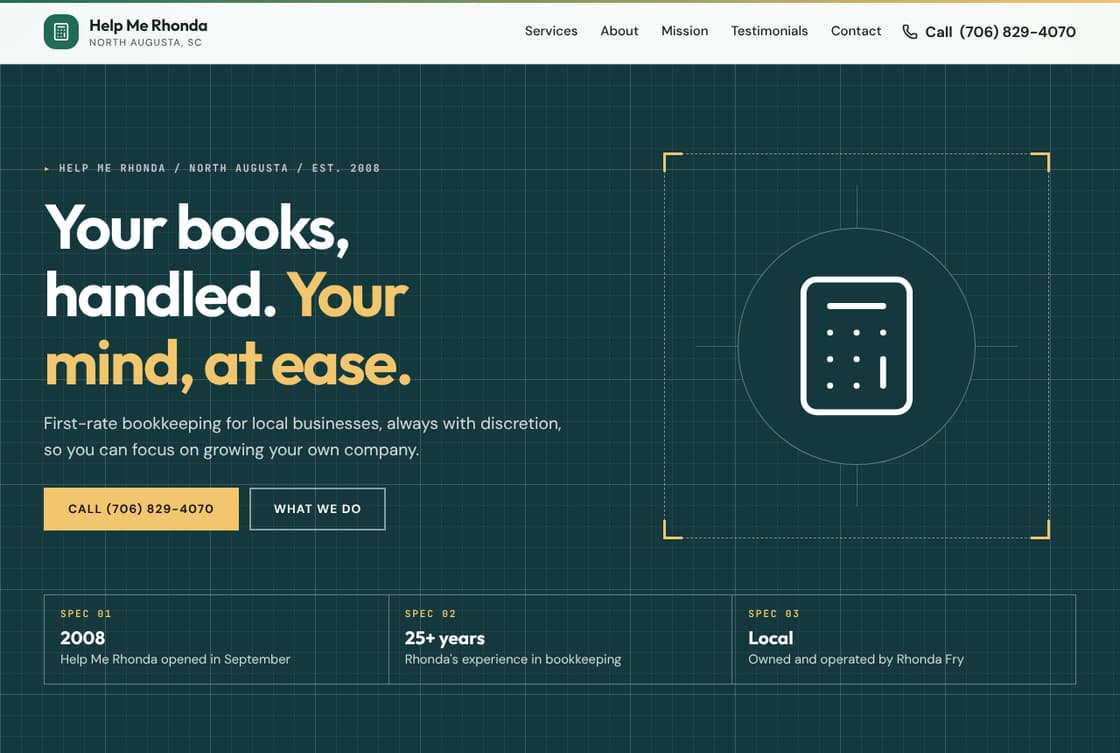 Help Me Rhonda
NORTH AUGUSTA, SC
Services About Mission Testimonials Contact Call (706) 829-4070
▸ HELP ME RHONDA / NORTH AUGUSTA / EST. 2008
Your books,
handled. Your
mind, at ease.
First-rate bookkeeping for local businesses, always with discretion,
so you can focus on growing your own company.
CALL (706) 829-4070 WHAT WE DO
SPEC 01
2008
Help Me Rhonda opened in September
SPEC 02
25+ years
Rhonda's experience in bookkeeping
SPEC 03
Local
Owned and operated by Rhonda Fry